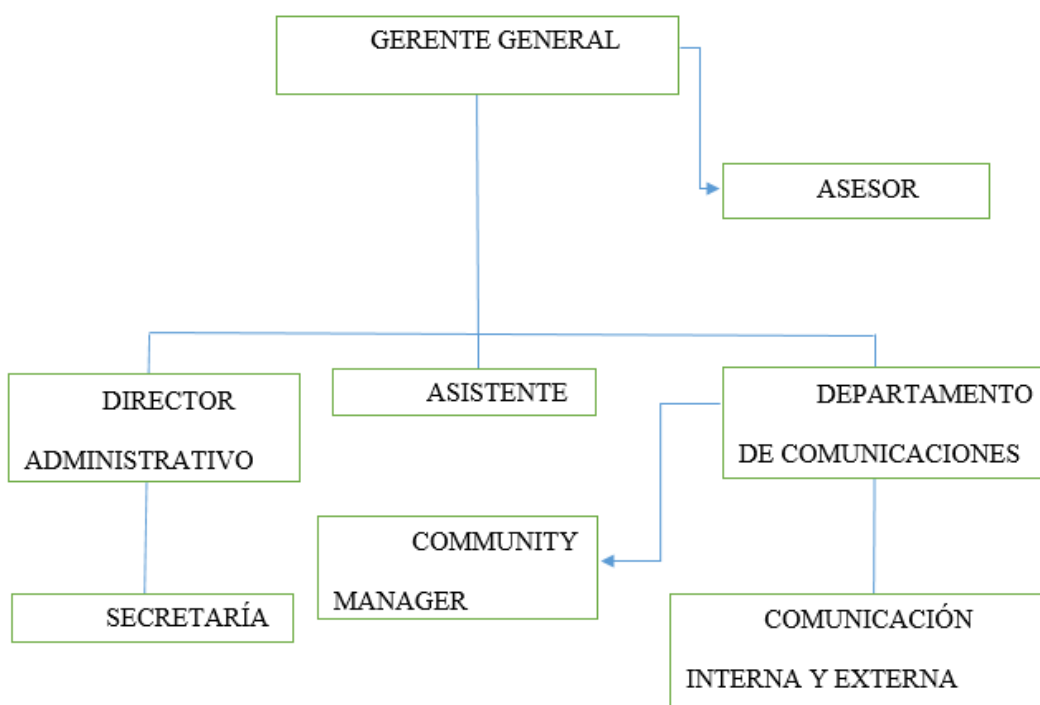 GERENTE GENERAL
ASESOR
DIRECTOR
ADMINISTRATIVO
ASISTENTE
DEPARTAMENTO
DE COMUNICACIONES
COMMUNITY
MANAGER
SECRETARÍA
COMUNICACIÓN
INTERNA Y EXTERNA